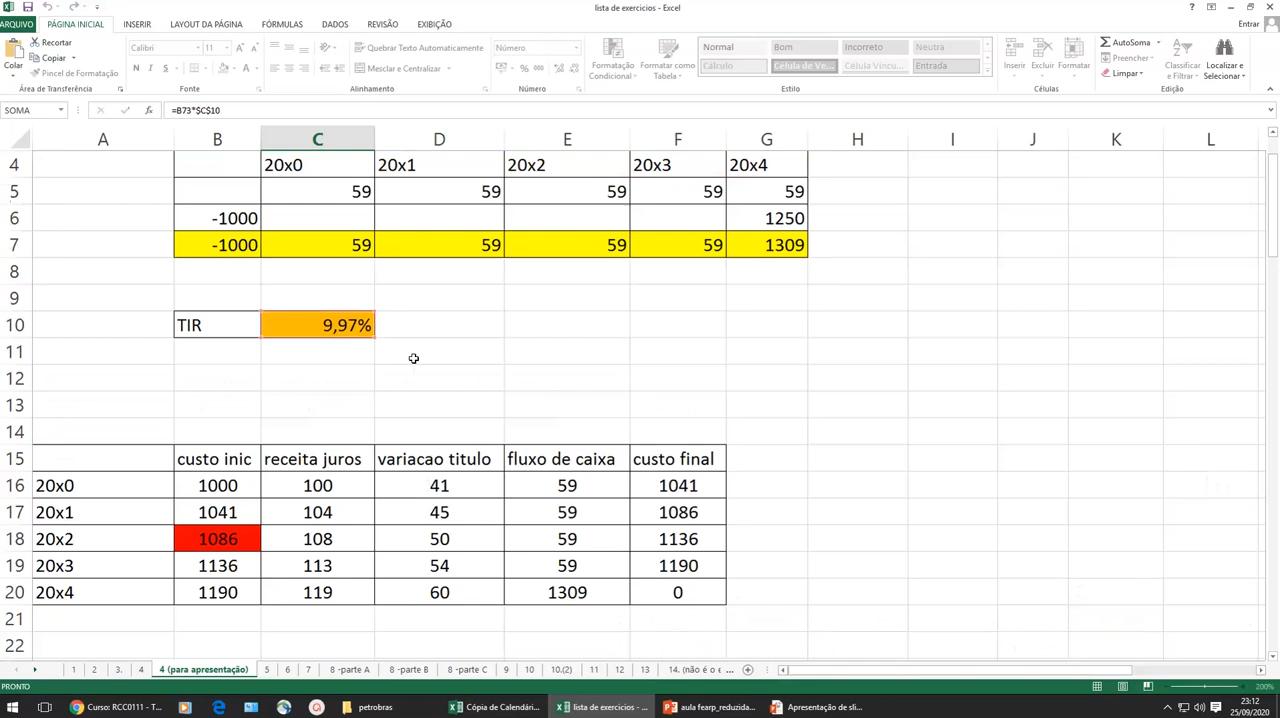 lista de exercicios - Excel
Entrar
ARQUIVO PÁGINA INICIAL INSERIR LAYOUT DA PÁGINA FÓRMULAS DADOS REVISÃO EXIBIÇÃO
Colar
Recortar
Copiar
Pincel de Formatação
Área de Transferência
Calibri 11
N I S
Fonte
Quebrar Texto Automaticamente
Mesclar e Centralizar
Alinhamento
Número
% 000
Número
Formatação Condicional
Formatar como Tabela
Normal Bom Incorreto Neutra
Cálculo Célula de Ve... Célula Víncu... Entrada
Estilo
Inserir Excluir Formatar
Células
AutoSoma
Preencher
Limpar
Classificar e Filtrar
Localizar e Selecionar
Edição
SOMA fx =B73*$C$10
A B C D E F G H I J K L
4 20x0 20x1 20x2 20x3 20x4
5 59 59 59 59 59
6 -1000 1250
7 -1000 59 59 59 59 1309
8
9
10 TIR 9,97%
11
12
13
14
15 custo inic receita juros variacao titulo fluxo de caixa custo final
16 20x0 1000 100 41 59 1041
17 20x1 1041 104 45 59 1086
18 20x2 1086 108 50 59 1136
19 20x3 1136 113 54 59 1190
20 20x4 1190 119 60 1309 0
21
22
1 2 3. 4 4 (para apresentação) 5 6 7 8 -parte A 8 -parte B 8 -parte C 9 10 10.(2) 11 12 13 14. (não é o e ...
PRONTO 200%
Curso: RCC0111 - T... petrobras Cópia de Calendári... lista de exercicios - ... aula fearp_reduzida... Apresentação de sli...
23:12
25/09/2020